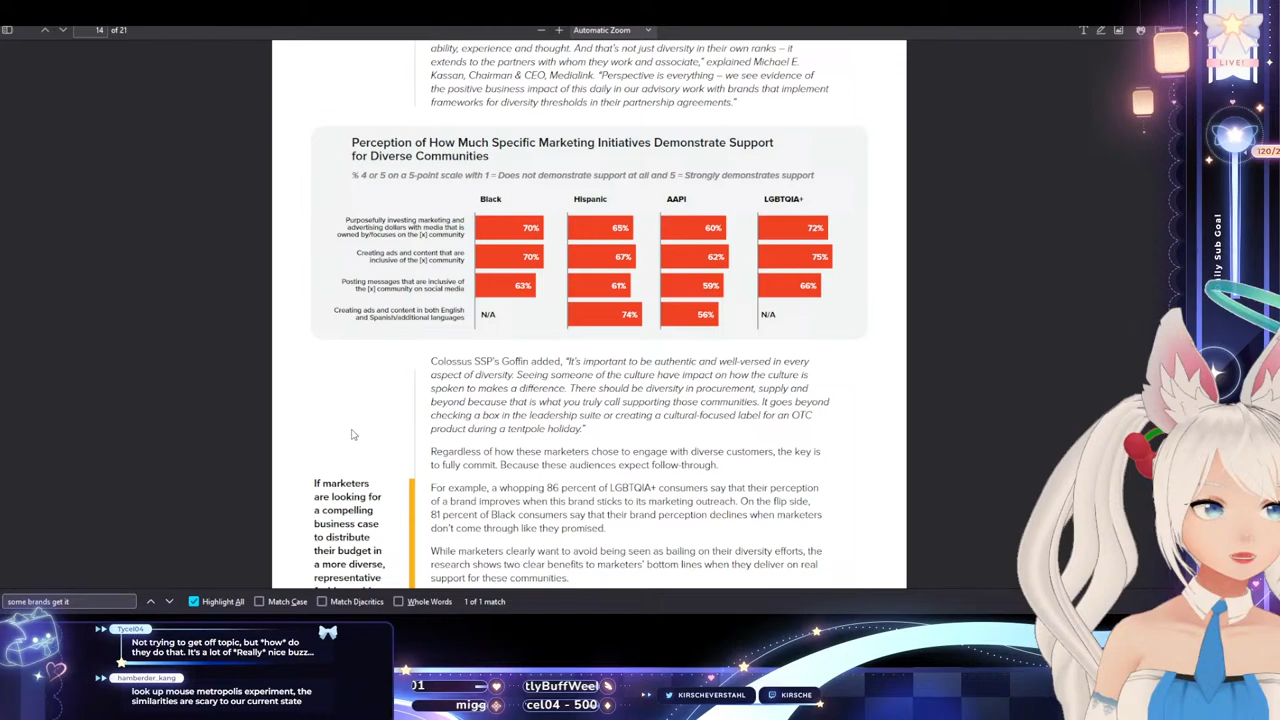 14 of 21
Automatic Zoom
LIVE!
ability, experience and thought. And that's not just diversity in their own ranks – it
extends to the partners with whom they work and associate," explained Michael E.
Kassan, Chairman & CEO, Medialink. "Perspective is everything – we see evidence of
the positive business impact of this daily in our advisory work with brands that implement
frameworks for diversity thresholds in their partnership agreements."
Perception of How Much Specific Marketing Initiatives Demonstrate Support
for Diverse Communities
% 4 or 5 on a 5-point scale with 1 = Does not demonstrate support at all and 5 = Strongly demonstrates support
Black Hispanic AAPI LGBTQIA+
Purposefully investing marketing and
advertising dollars with media that is
owned by/focuses on the [x] community
70% 65% 60% 72%
Creating ads and content that are
inclusive of the [x] community
70% 67% 62% 75%
Posting messages that are inclusive of
the [x] community on social media
63% 61% 59% 66%
Creating ads and content in both English
and Spanish/additional languages
N/A 74% 56% N/A
Colossus SSP's Goffin added, "It's important to be authentic and well-versed in every
aspect of diversity. Seeing someone of the culture have impact on how the culture is
spoken to makes a difference. There should be diversity in procurement, supply and
beyond because that is what you truly call supporting those communities. It goes beyond
checking a box in the leadership suite or creating a cultural-focused label for an OTC
product during a tentpole holiday."
Regardless of how these marketers chose to engage with diverse customers, the key is
to fully commit. Because these audiences expect follow-through.
For example, a whopping 86 percent of LGBTQIA+ consumers say that their perception
of a brand improves when this brand sticks to its marketing outreach. On the flip side,
81 percent of Black consumers say that their brand perception declines when marketers
don't come through like they promised.
While marketers clearly want to avoid being seen as bailing on their diversity efforts, the
research shows two clear benefits to marketers' bottom lines when they deliver on real
support for these communities.
If marketers
are looking for
a compelling
business case
to distribute
their budget in
a more diverse,
representative
some brands get it
Highlight All Match Case Match Diacritics Whole Words 1 of 1 match
Tycel04
Not trying to get off topic, but *how* do
they do that. It's a lot of *Really* nice buzz...
hamberder_kang
look up mouse metropolis experiment, the
similarities are scary to our current state
01 tlyBuffWeel
migg cel04 - 500
KIRSCHEVERSTAHL KIRSCHE
ily Sub Goal
120/2